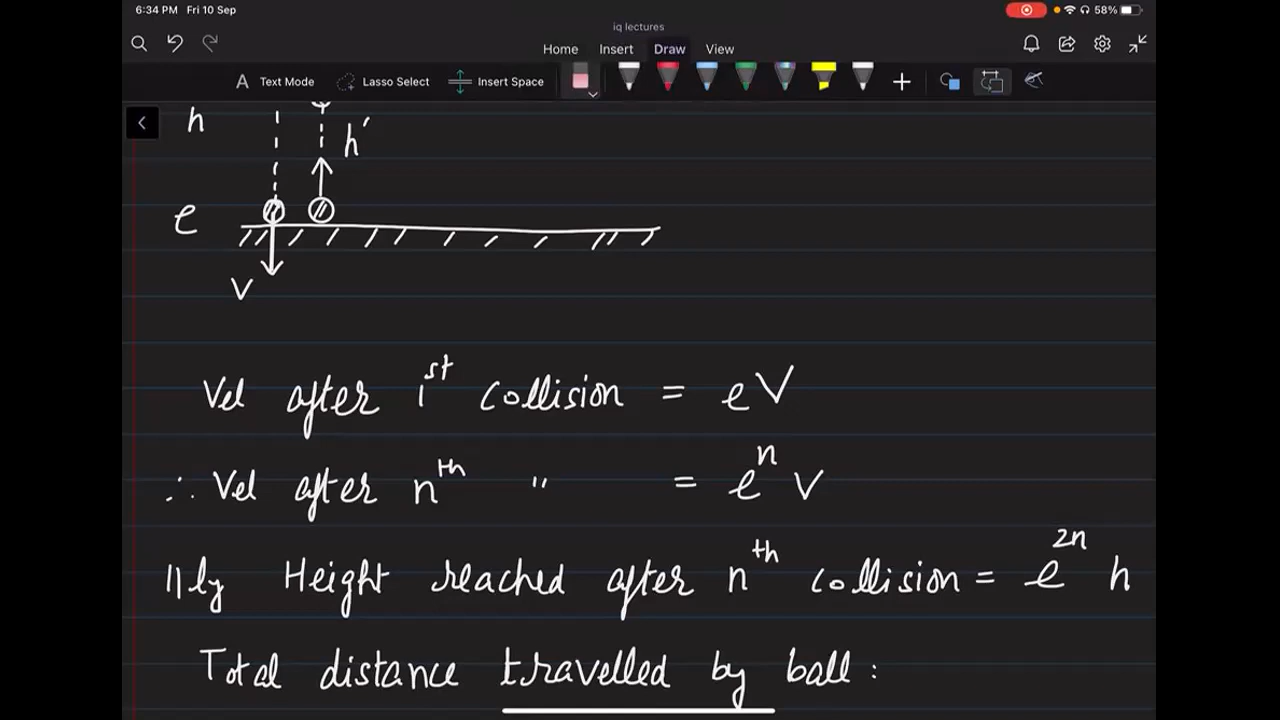 6:34 PM Fri 10 Sep
58%
iq lectures
Home Insert Draw View
Text Mode Lasso Select Insert Space
h
h′
e
V
Vel after 1st collision = eV
∴ Vel after nth " = e^n V
||ly Height reached after nth collision = e^2n h
Total distance travelled by ball :